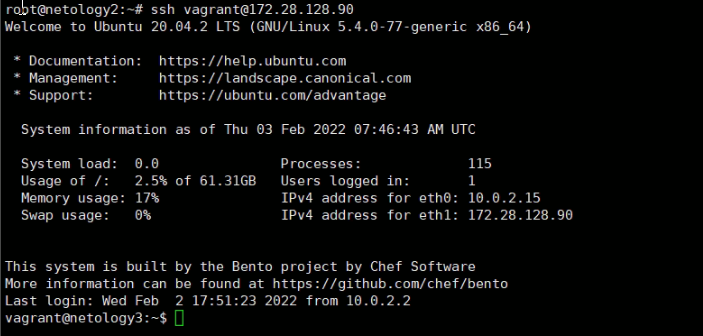 root@netology2:~# ssh vagrant@172.28.128.90
Welcome to Ubuntu 20.04.2 LTS (GNU/Linux 5.4.0-77-generic x86_64)

 * Documentation:  https://help.ubuntu.com
 * Management:     https://landscape.canonical.com
 * Support:        https://ubuntu.com/advantage

  System information as of Thu 03 Feb 2022 07:46:43 AM UTC

  System load:  0.0               Processes:             115
  Usage of /:   2.5% of 61.31GB   Users logged in:       1
  Memory usage: 17%               IPv4 address for eth0: 10.0.2.15
  Swap usage:   0%                IPv4 address for eth1: 172.28.128.90


This system is built by the Bento project by Chef Software
More information can be found at https://github.com/chef/bento
Last login: Wed Feb  2 17:51:23 2022 from 10.0.2.2
vagrant@netology3:~$